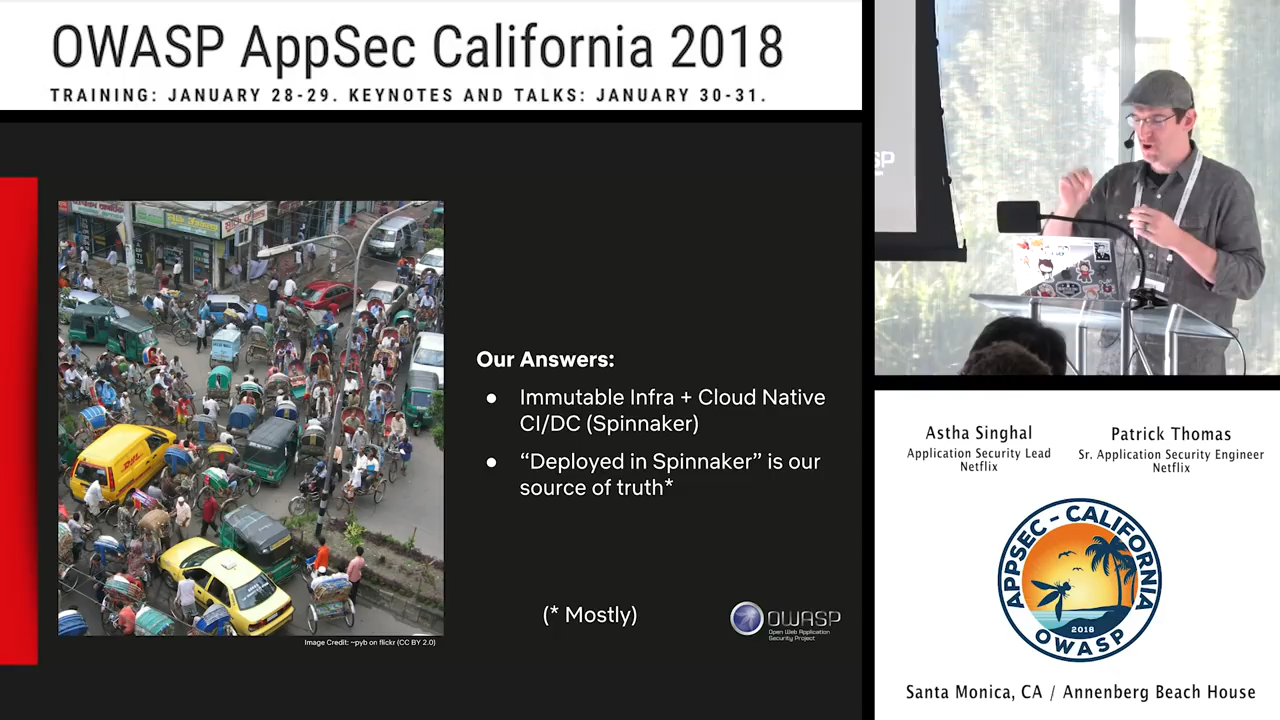 OWASP AppSec California 2018
TRAINING: JANUARY 28-29. KEYNOTES AND TALKS: JANUARY 30-31.
Our Answers:
● Immutable Infra + Cloud Native
CI/DC (Spinnaker)
● “Deployed in Spinnaker” is our
source of truth*
(* Mostly)
Image Credit: ~pyb on flickr (CC BY 2.0)
OWASP
Open Web Application
Security Project
DHL
SP
Astha Singhal
Application Security Lead
Netflix
Patrick Thomas
Sr. Application Security Engineer
Netflix
APPSEC - CALIFORNIA
2018
OWASP
Santa Monica, CA / Annenberg Beach House